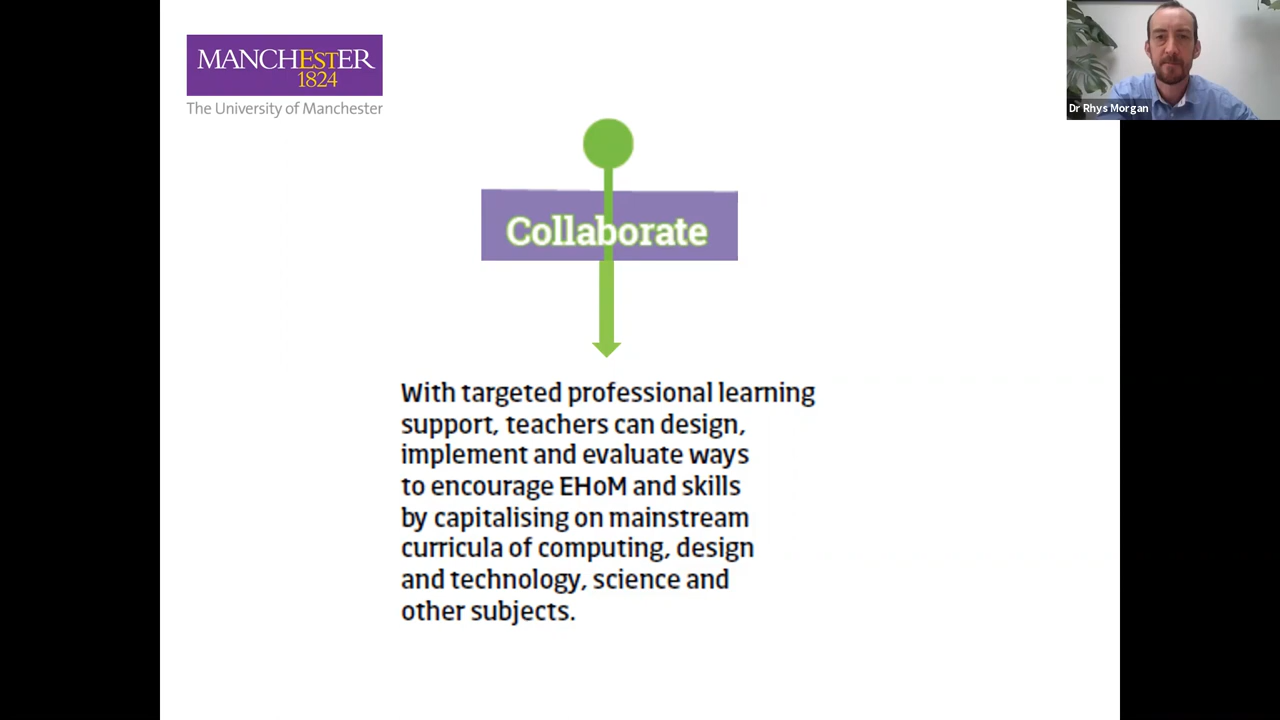 MANCHESTER
1824
The University of Manchester
Dr Rhys Morgan
Collaborate
With targeted professional learning
support, teachers can design,
implement and evaluate ways
to encourage EHoM and skills
by capitalising on mainstream
curricula of computing, design
and technology, science and
other subjects.